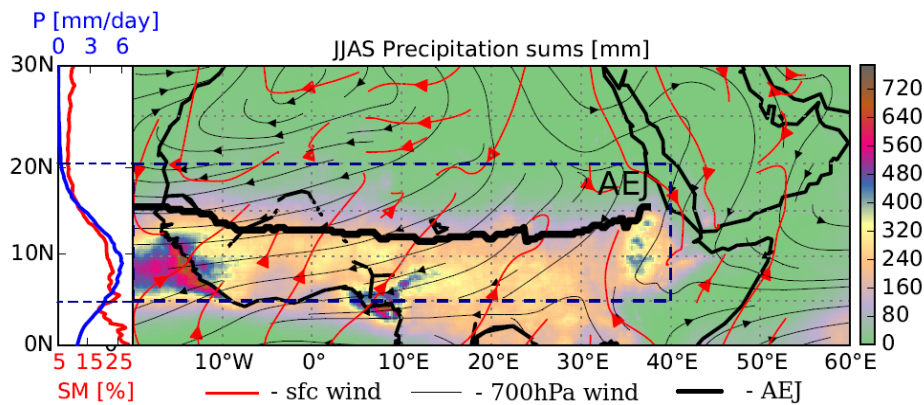 P [mm/day]
0 3 6
JJAS Precipitation sums [mm]
30N
20N
10N
0N
AEJ
720
640
560
480
400
320
240
160
80
0
5 15 25
10°W 0° 10°E 20°E 30°E 40°E 50°E 60°E
SM [%]
- sfc wind - 700hPa wind - AEJ